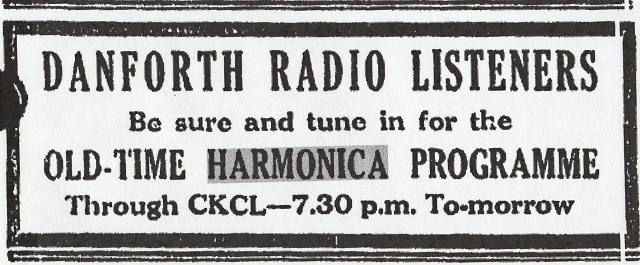 DANFORTH RADIO LISTENERS
Be sure and tune in for the
OLD-TIME HARMONICA PROGRAMME
Through CKCL—7.30 p.m. To-morrow